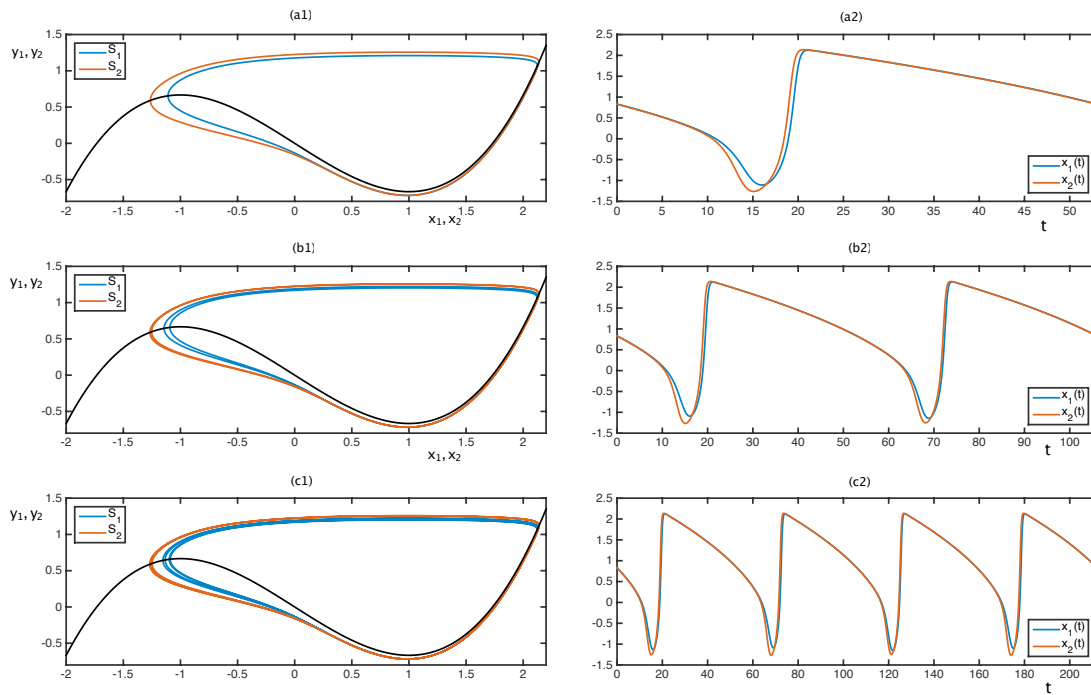 (a1)
y₁, y₂
1.5
1
0.5
0
-0.5
S₁
S₂
-2 -1.5 -1 -0.5 0 0.5 1 1.5 2
x₁, x₂
(a2)
2.5
2
1.5
1
0.5
0
-0.5
-1
-1.5
x₁(t)
x₂(t)
0 5 10 15 20 25 30 35 40 45 50
t
(b1)
y₁, y₂
1.5
1
0.5
0
-0.5
S₁
S₂
-2 -1.5 -1 -0.5 0 0.5 1 1.5 2
x₁, x₂
(b2)
2.5
2
1.5
1
0.5
0
-0.5
-1
-1.5
x₁(t)
x₂(t)
0 10 20 30 40 50 60 70 80 90 100
t
(c1)
y₁, y₂
1.5
1
0.5
0
-0.5
S₁
S₂
-2 -1.5 -1 -0.5 0 0.5 1 1.5 2
x₁, x₂
(c2)
2.5
2
1.5
1
0.5
0
-0.5
-1
-1.5
x₁(t)
x₂(t)
0 20 40 60 80 100 120 140 160 180 200
t